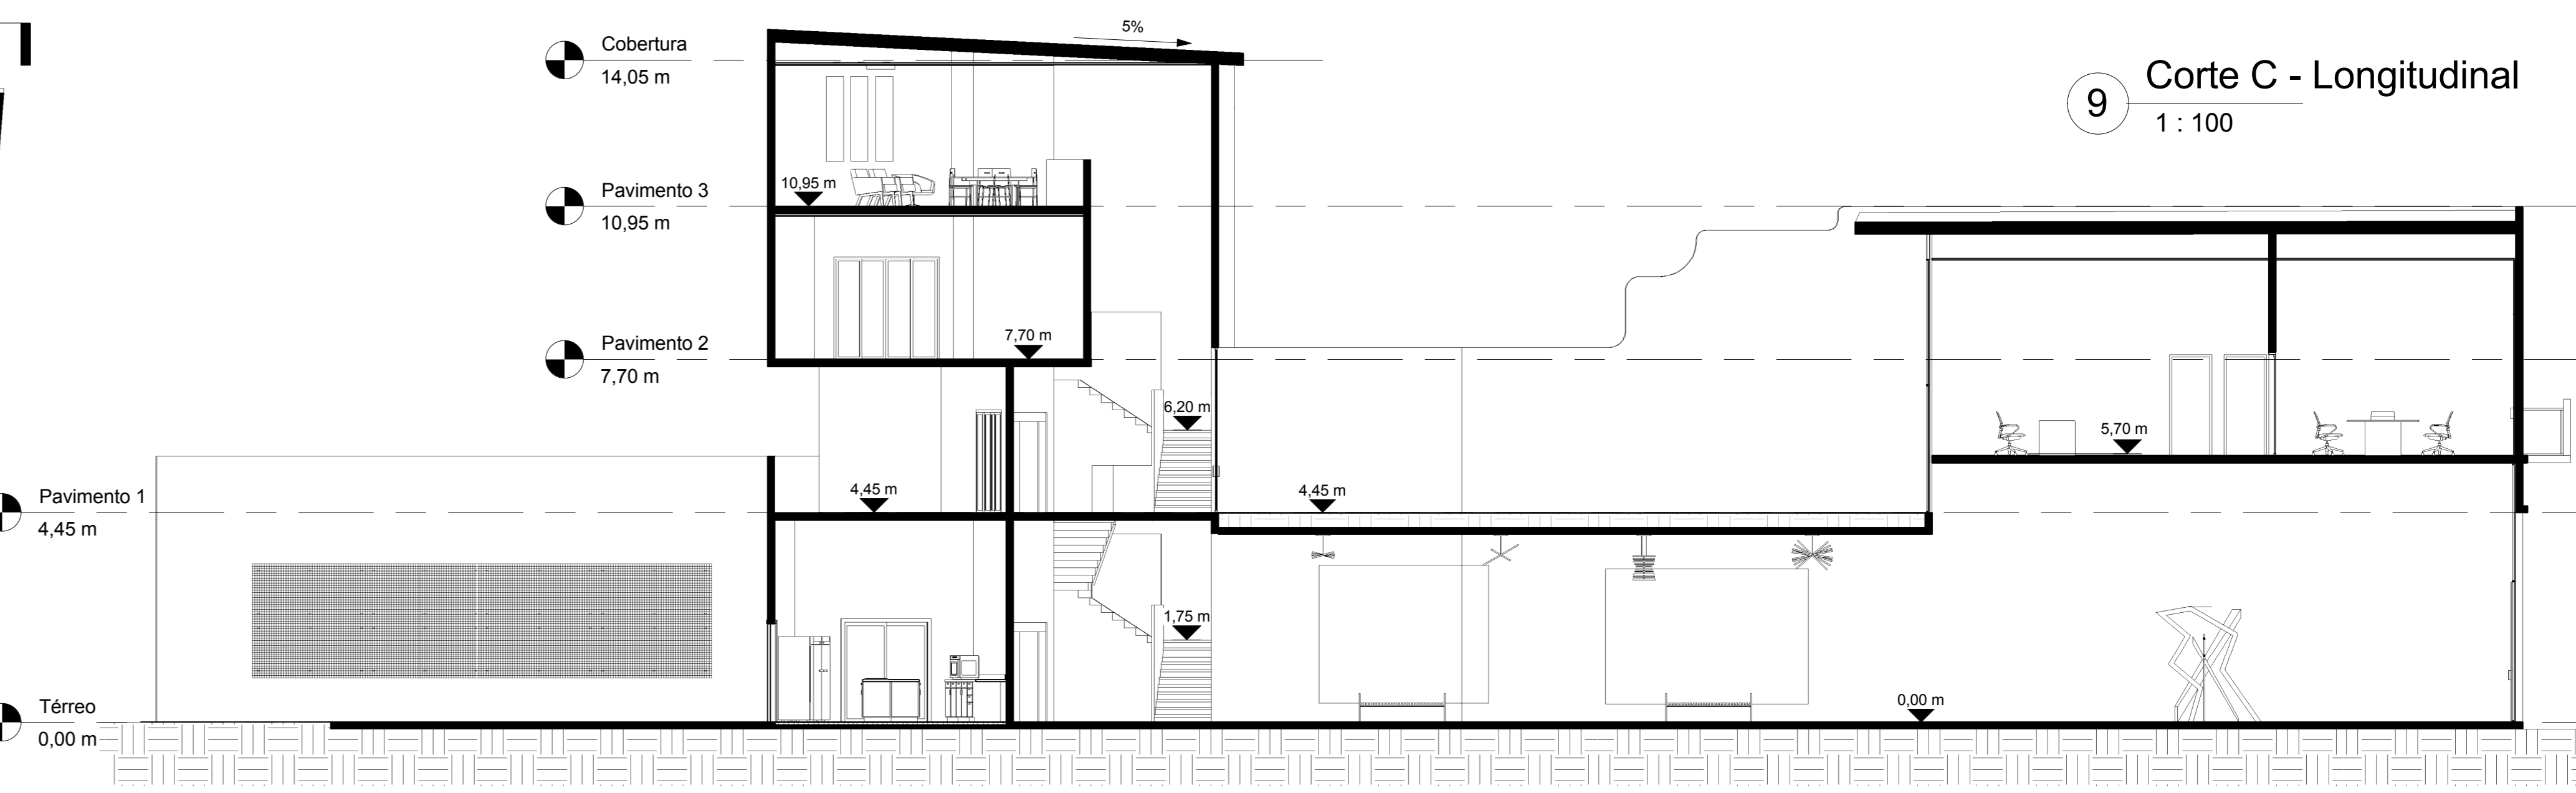 5%
Cobertura
14,05 m
9
Corte C - Longitudinal
1 : 100
Pavimento 3
10,95 m
10,95 m
Pavimento 2
7,70 m
7,70 m
6,20 m
5,70 m
Pavimento 1
4,45 m
4,45 m
4,45 m
1,75 m
Térreo
0,00 m
0,00 m